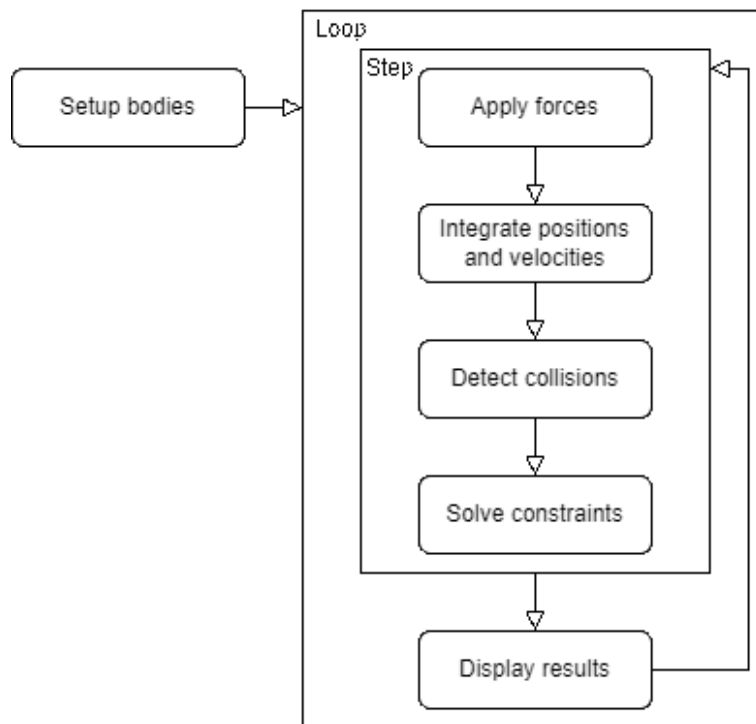 Loop
Step
Setup bodies
Apply forces
Integrate positions
and velocities
Detect collisions
Solve constraints
Display results